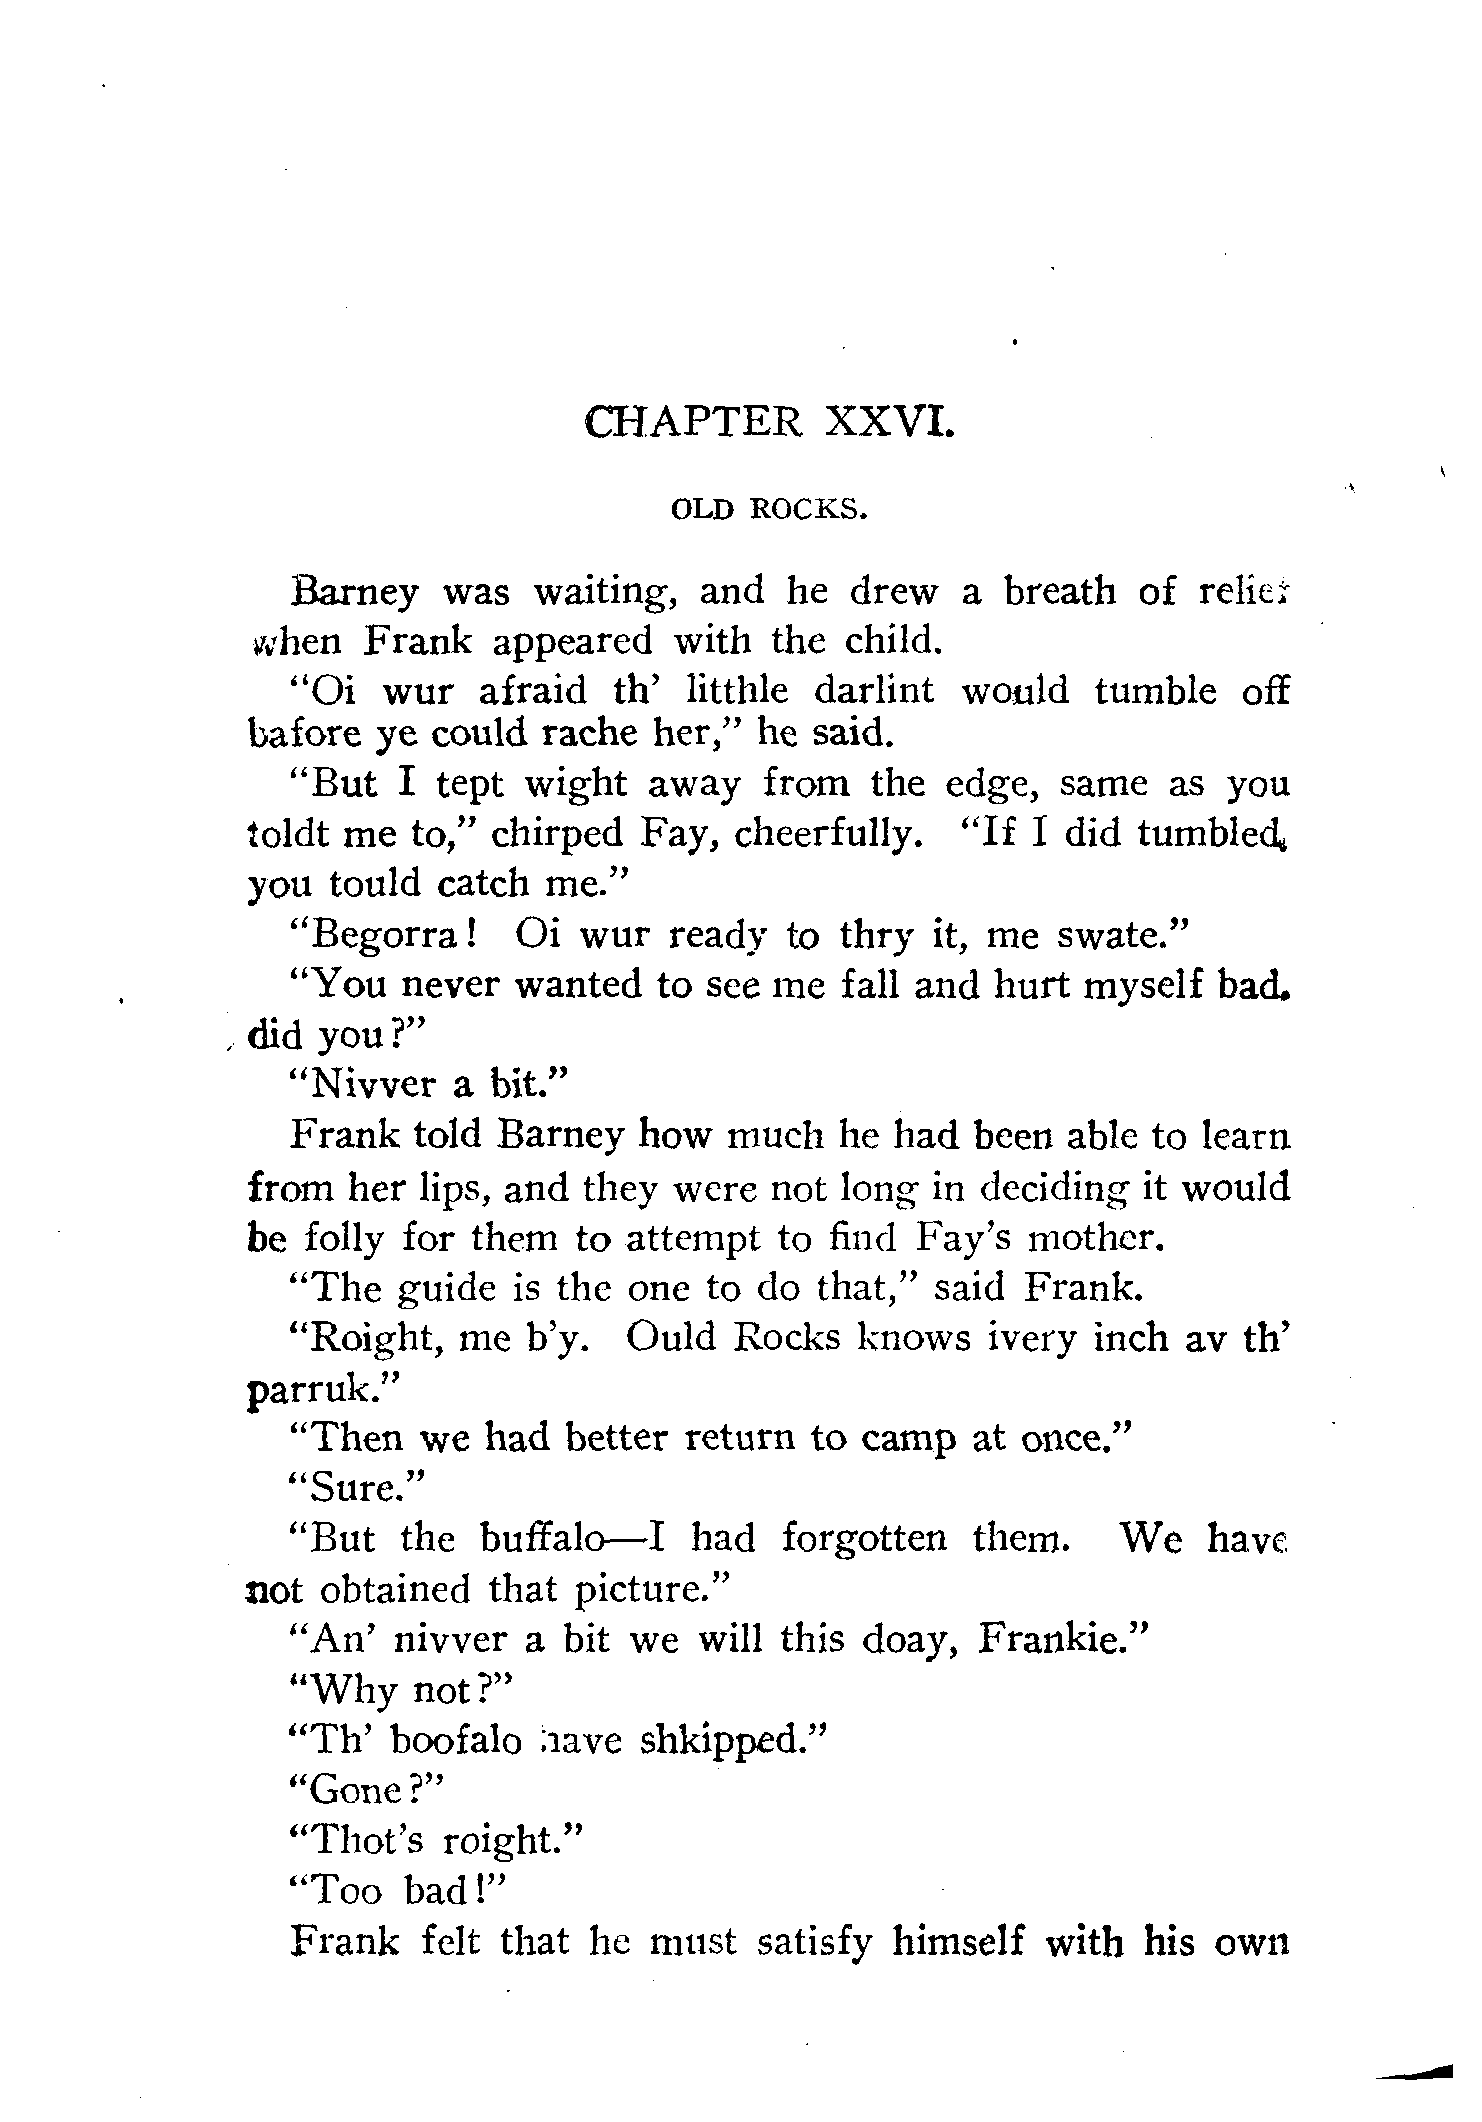 CHAPTER XXVI.
OLD ROCKS.
Barney was waiting, and he drew a breath of relief
when Frank appeared with the child.
“Oi wur afraid th’ litthle darlint would tumble off
bafore ye could rache her,” he said.
“But I tept wight away from the edge, same as you
toldt me to,” chirped Fay, cheerfully. “If I did tumbled,
you tould catch me.”
“Begorra! Oi wur ready to thry it, me swate.”
“You never wanted to see me fall and hurt myself bad.
did you?”
“Nivver a bit.”
Frank told Barney how much he had been able to learn
from her lips, and they were not long in deciding it would
be folly for them to attempt to find Fay’s mother.
“The guide is the one to do that,” said Frank.
“Roight, me b’y. Ould Rocks knows ivery inch av th’
parruk.”
“Then we had better return to camp at once.”
“Sure.”
“But the buffalo—I had forgotten them. We have
not obtained that picture.”
“An’ nivver a bit we will this doay, Frankie.”
“Why not?”
“Th’ boofalo have shkipped.”
“Gone?”
“Thot’s roight.”
“Too bad!”
Frank felt that he must satisfy himself with his own